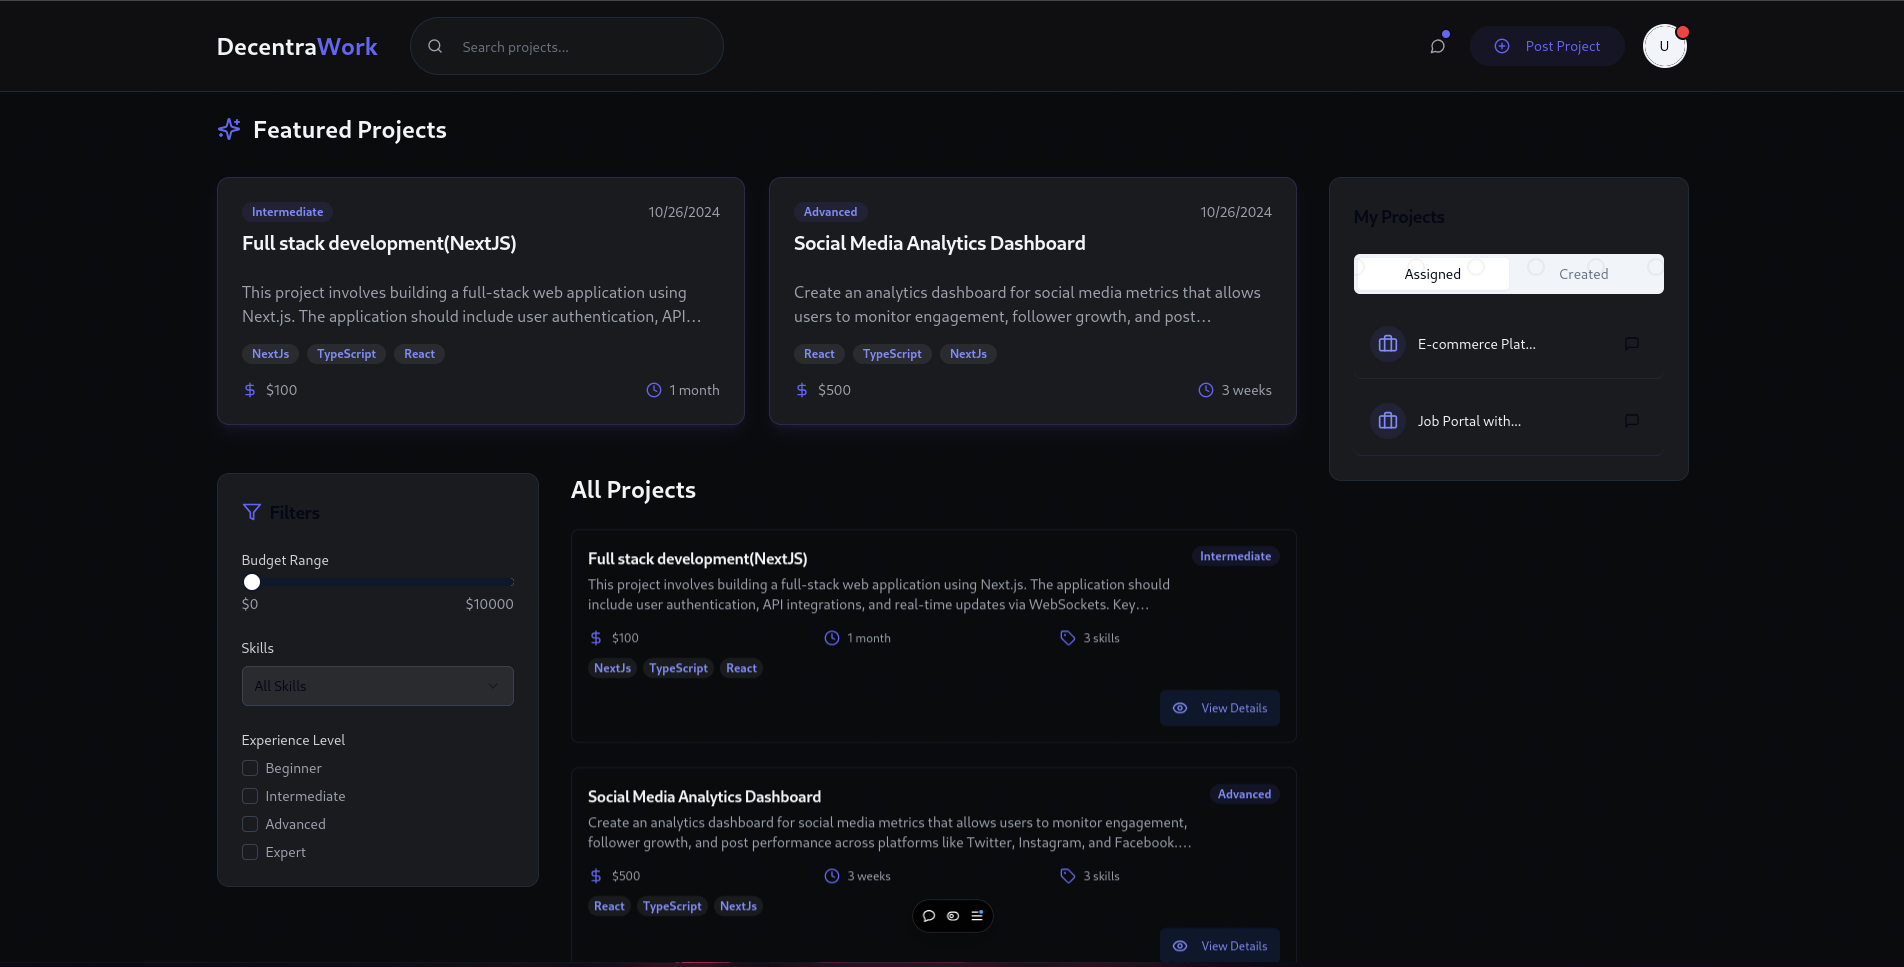 DecentraWork
Search projects...
Post Project
U
Featured Projects
Intermediate
10/26/2024
Full stack development(NextJS)
This project involves building a full-stack web application using
Next.js. The application should include user authentication, API...
NextJs
TypeScript
React
$100
1 month
Advanced
10/26/2024
Social Media Analytics Dashboard
Create an analytics dashboard for social media metrics that allows
users to monitor engagement, follower growth, and post...
React
TypeScript
NextJs
$500
3 weeks
My Projects
Assigned
Created
E-commerce Plat...
Job Portal with...
Filters
Budget Range
$0
$10000
Skills
All Skills
Experience Level
Beginner
Intermediate
Advanced
Expert
All Projects
Full stack development(NextJS)
Intermediate
This project involves building a full-stack web application using Next.js. The application should
include user authentication, API integrations, and real-time updates via WebSockets. Key...
$100
1 month
3 skills
NextJs
TypeScript
React
View Details
Social Media Analytics Dashboard
Advanced
Create an analytics dashboard for social media metrics that allows users to monitor engagement,
follower growth, and post performance across platforms like Twitter, Instagram, and Facebook....
$500
3 weeks
3 skills
React
TypeScript
NextJs
View Details